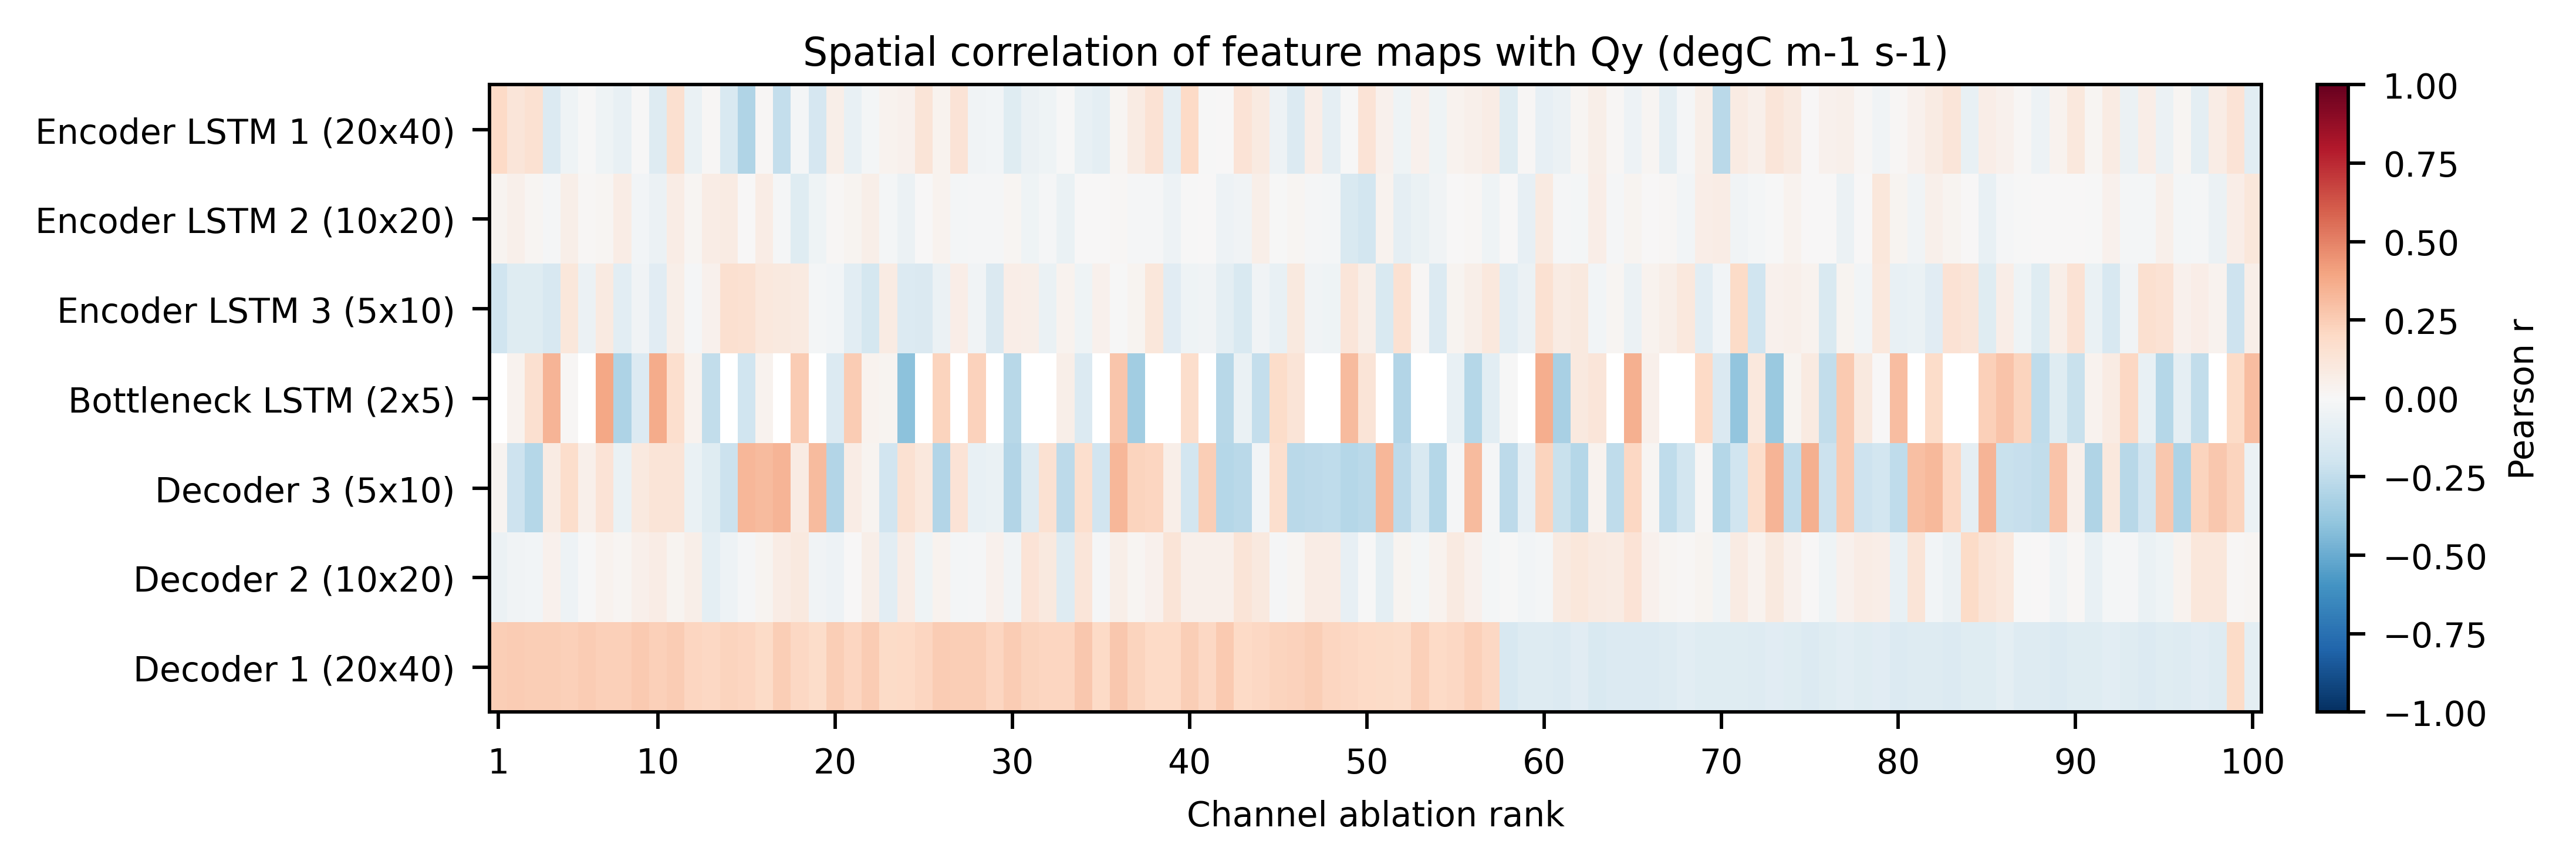 Spatial correlation of feature maps with Qy (degC m-1 s-1)
Encoder LSTM 1 (20x40)
Encoder LSTM 2 (10x20)
Encoder LSTM 3 (5x10)
Bottleneck LSTM (2x5)
Decoder 3 (5x10)
Decoder 2 (10x20)
Decoder 1 (20x40)
1 10 20 30 40 50 60 70 80 90 100
Channel ablation rank
1.00
0.75
0.50
0.25
0.00
−0.25
−0.50
−0.75
−1.00
Pearson r